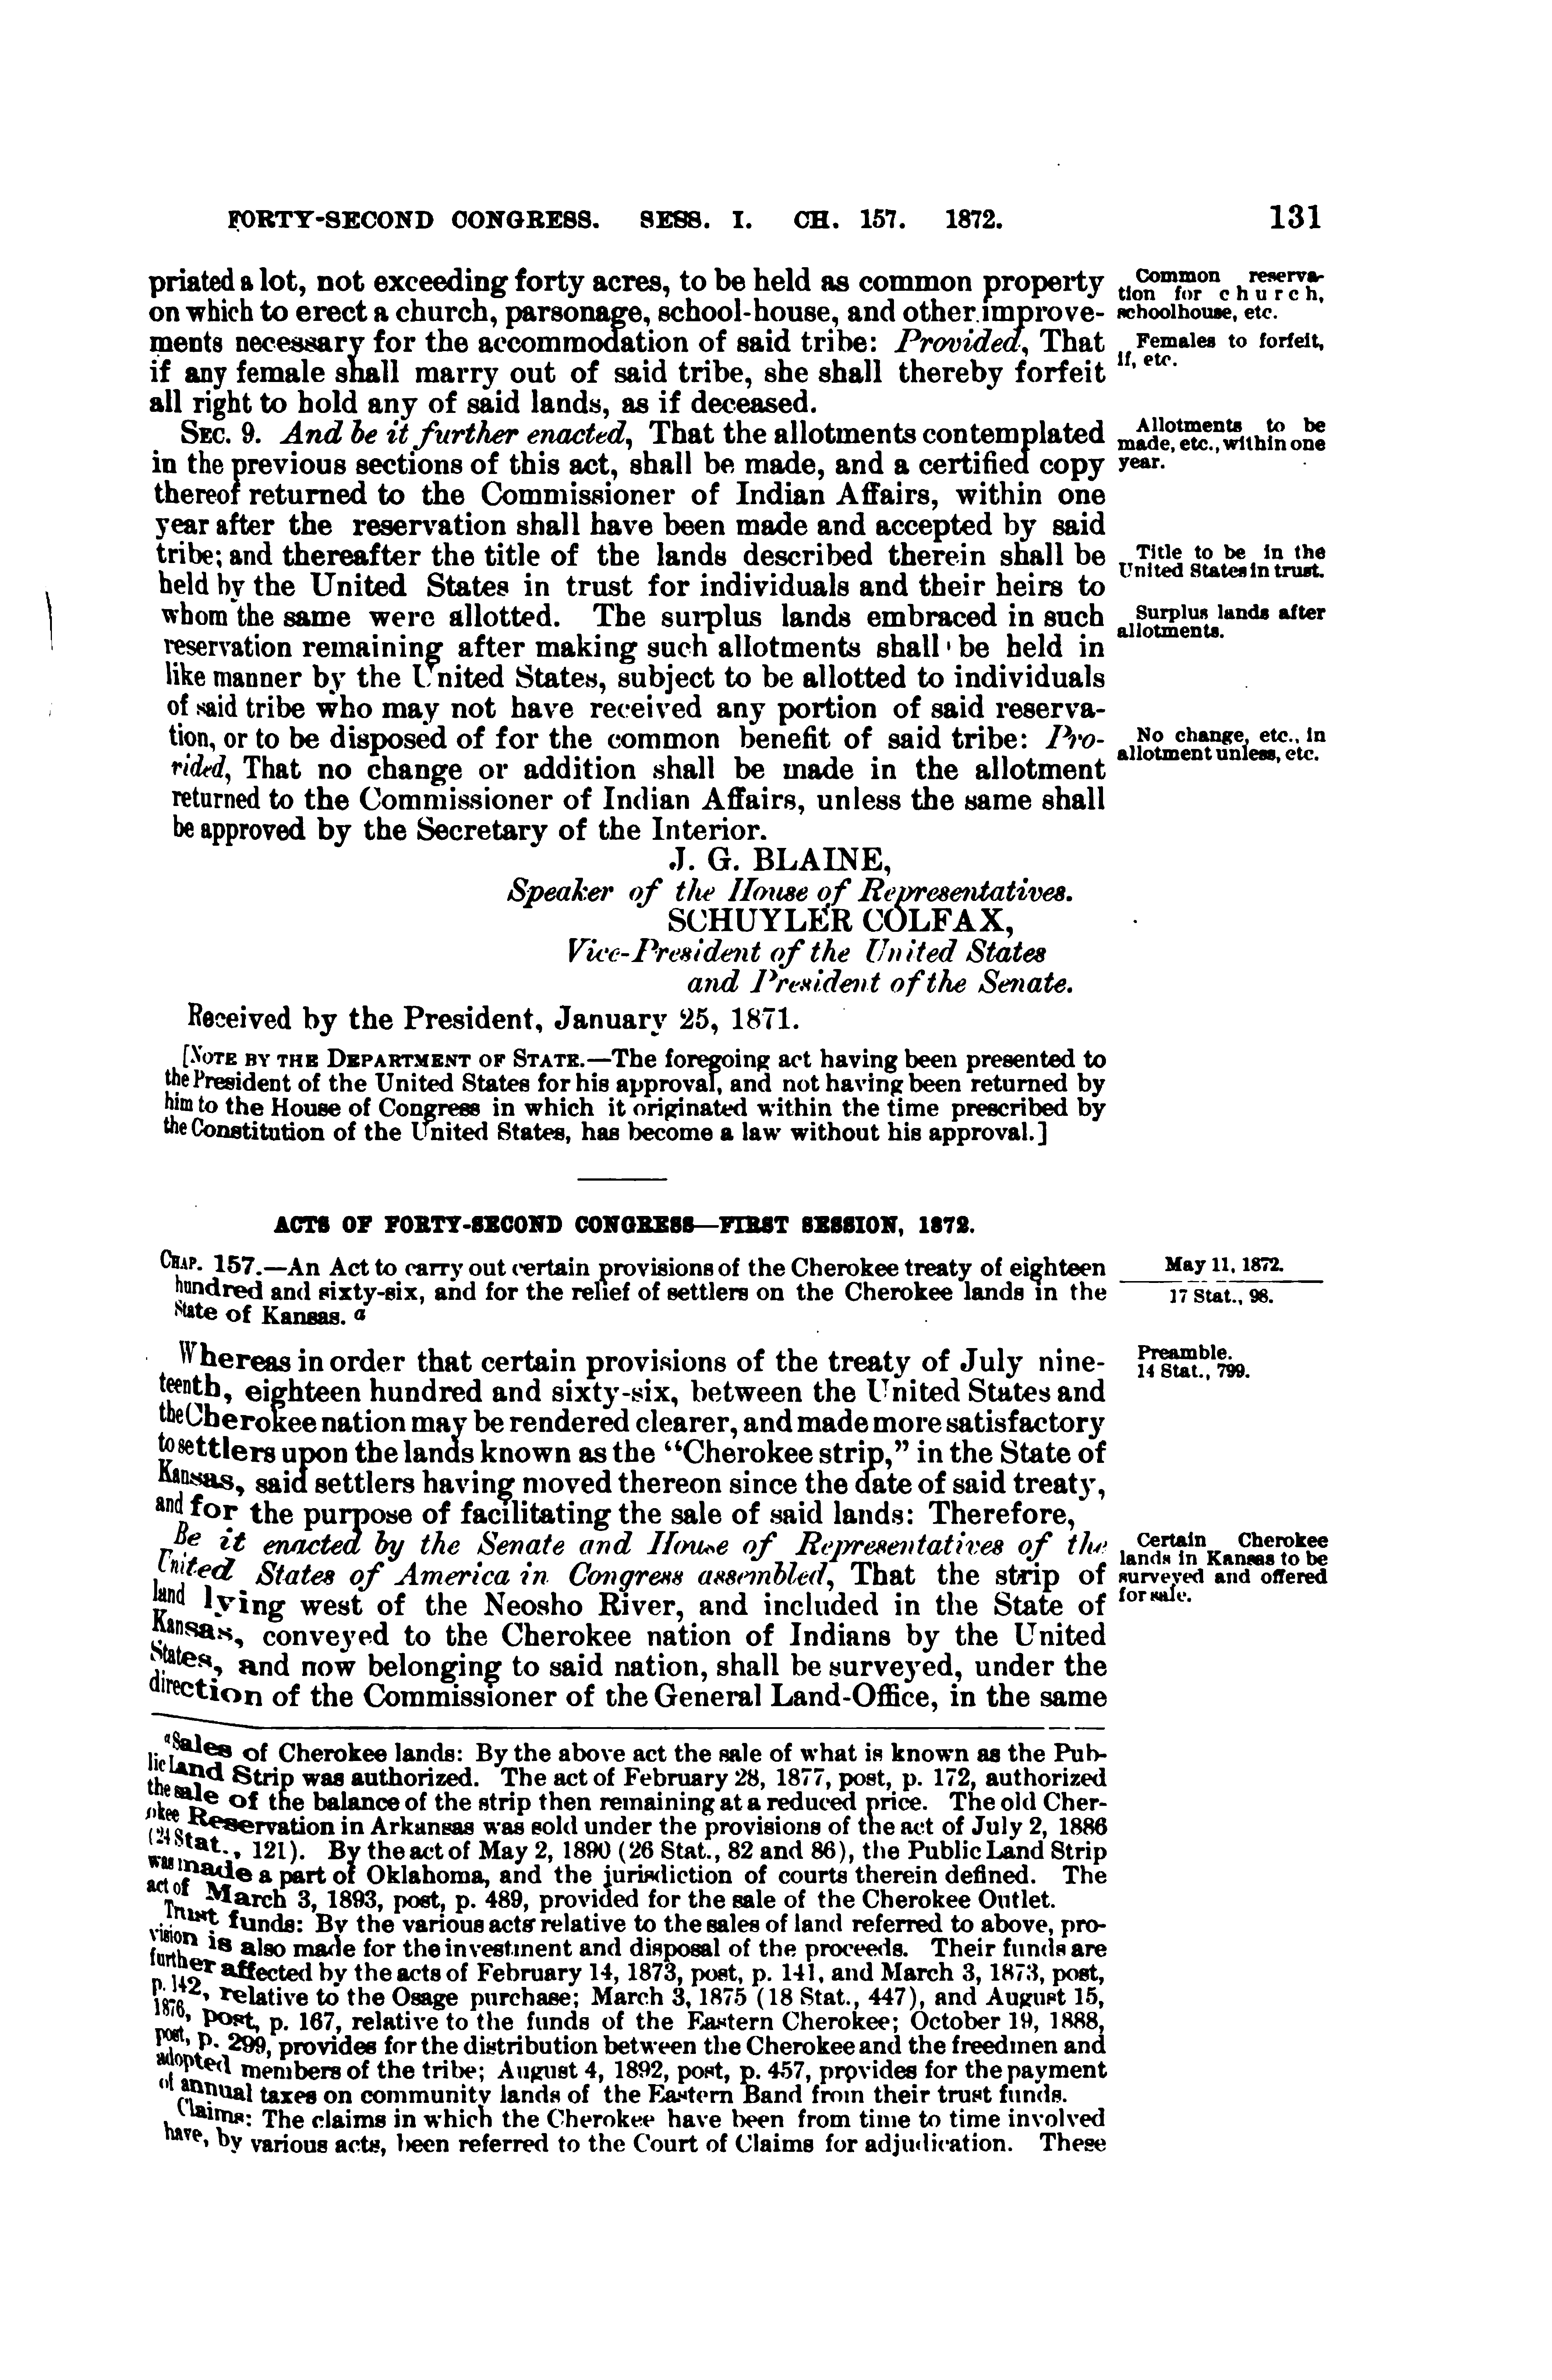 FORTY-SECOND CONGRESS. SESS. I. CH. 157. 1872. 131
priated a lot, not exceeding forty acres, to be held as common property
on which to erect a church, parsonage, school-house, and other improve-
ments necessary for the accommodation of said tribe: Provided, That
if any female shall marry out of said tribe, she shall thereby forfeit
all right to hold any of said lands, as if deceased.
Common reserva-
tion for church,
schoolhouse, etc.
Females to forfeit,
if, etc.
SEC. 9. And be it further enacted, That the allotments contemplated
in the previous sections of this act, shall be made, and a certified copy
thereof returned to the Commissioner of Indian Affairs, within one
year after the reservation shall have been made and accepted by said
tribe; and thereafter the title of the lands described therein shall be
held by the United States in trust for individuals and their heirs to
whom the same were allotted. The surplus lands embraced in such
reservation remaining after making such allotments shall be held in
like manner by the United States, subject to be allotted to individuals
of said tribe who may not have received any portion of said reserva-
tion, or to be disposed of for the common benefit of said tribe: Pro-
vided, That no change or addition shall be made in the allotment
returned to the Commissioner of Indian Affairs, unless the same shall
be approved by the Secretary of the Interior.
Allotments to be
made, etc., within one
year.
Title to be in the
United States in trust.
Surplus lands after
allotments.
No change, etc., in
allotment unless, etc.
J. G. BLAINE,
Speaker of the House of Representatives.
SCHUYLER COLFAX,
Vice-President of the United States
and President of the Senate.
Received by the President, January 25, 1871.
[NOTE BY THE DEPARTMENT OF STATE.—The foregoing act having been presented to
the President of the United States for his approval, and not having been returned by
him to the House of Congress in which it originated within the time prescribed by
the Constitution of the United States, has become a law without his approval.]
ACTS OF FORTY-SECOND CONGRESS—FIRST SESSION, 1872.
CHAP. 157.—An Act to carry out certain provisions of the Cherokee treaty of eighteen
hundred and sixty-six, and for the relief of settlers on the Cherokee lands in the
State of Kansas. a
May 11, 1872.
17 Stat., 98.
Whereas in order that certain provisions of the treaty of July nine-
teenth, eighteen hundred and sixty-six, between the United States and
the Cherokee nation may be rendered clearer, and made more satisfactory
to settlers upon the lands known as the “Cherokee strip,” in the State of
Kansas, said settlers having moved thereon since the date of said treaty,
and for the purpose of facilitating the sale of said lands: Therefore,
Preamble.
14 Stat., 799.
Be it enacted by the Senate and House of Representatives of the
United States of America in Congress assembled, That the strip of
land lying west of the Neosho River, and included in the State of
Kansas, conveyed to the Cherokee nation of Indians by the United
States, and now belonging to said nation, shall be surveyed, under the
direction of the Commissioner of the General Land-Office, in the same
Certain Cherokee
lands in Kansas to be
surveyed and offered
for sale.
a Sales of Cherokee lands: By the above act the sale of what is known as the Pub-
lic Land Strip was authorized. The act of February 28, 1877, post, p. 172, authorized
the sale of the balance of the strip then remaining at a reduced price. The old Cher-
okee Reservation in Arkansas was sold under the provisions of the act of July 2, 1886
(24 Stat., 121). By the act of May 2, 1890 (26 Stat., 82 and 86), the Public Land Strip
was made a part of Oklahoma, and the jurisdiction of courts therein defined. The
act of March 3, 1893, post, p. 489, provided for the sale of the Cherokee Outlet.
Trust funds: By the various acts relative to the sales of land referred to above, pro-
vision is also made for the investment and disposal of the proceeds. Their funds are
further affected by the acts of February 14, 1873, post, p. 141, and March 3, 1873, post,
p. 142, relative to the Osage purchase; March 3, 1875 (18 Stat., 447), and August 15,
1876, post, p. 167, relative to the funds of the Eastern Cherokee; October 19, 1888,
post, p. 299, provides for the distribution between the Cherokee and the freedmen and
adopted members of the tribe; August 4, 1892, post, p. 457, provides for the payment
of annual taxes on community lands of the Eastern Band from their trust funds.
Claims: The claims in which the Cherokee have been from time to time involved
have, by various acts, been referred to the Court of Claims for adjudication. These